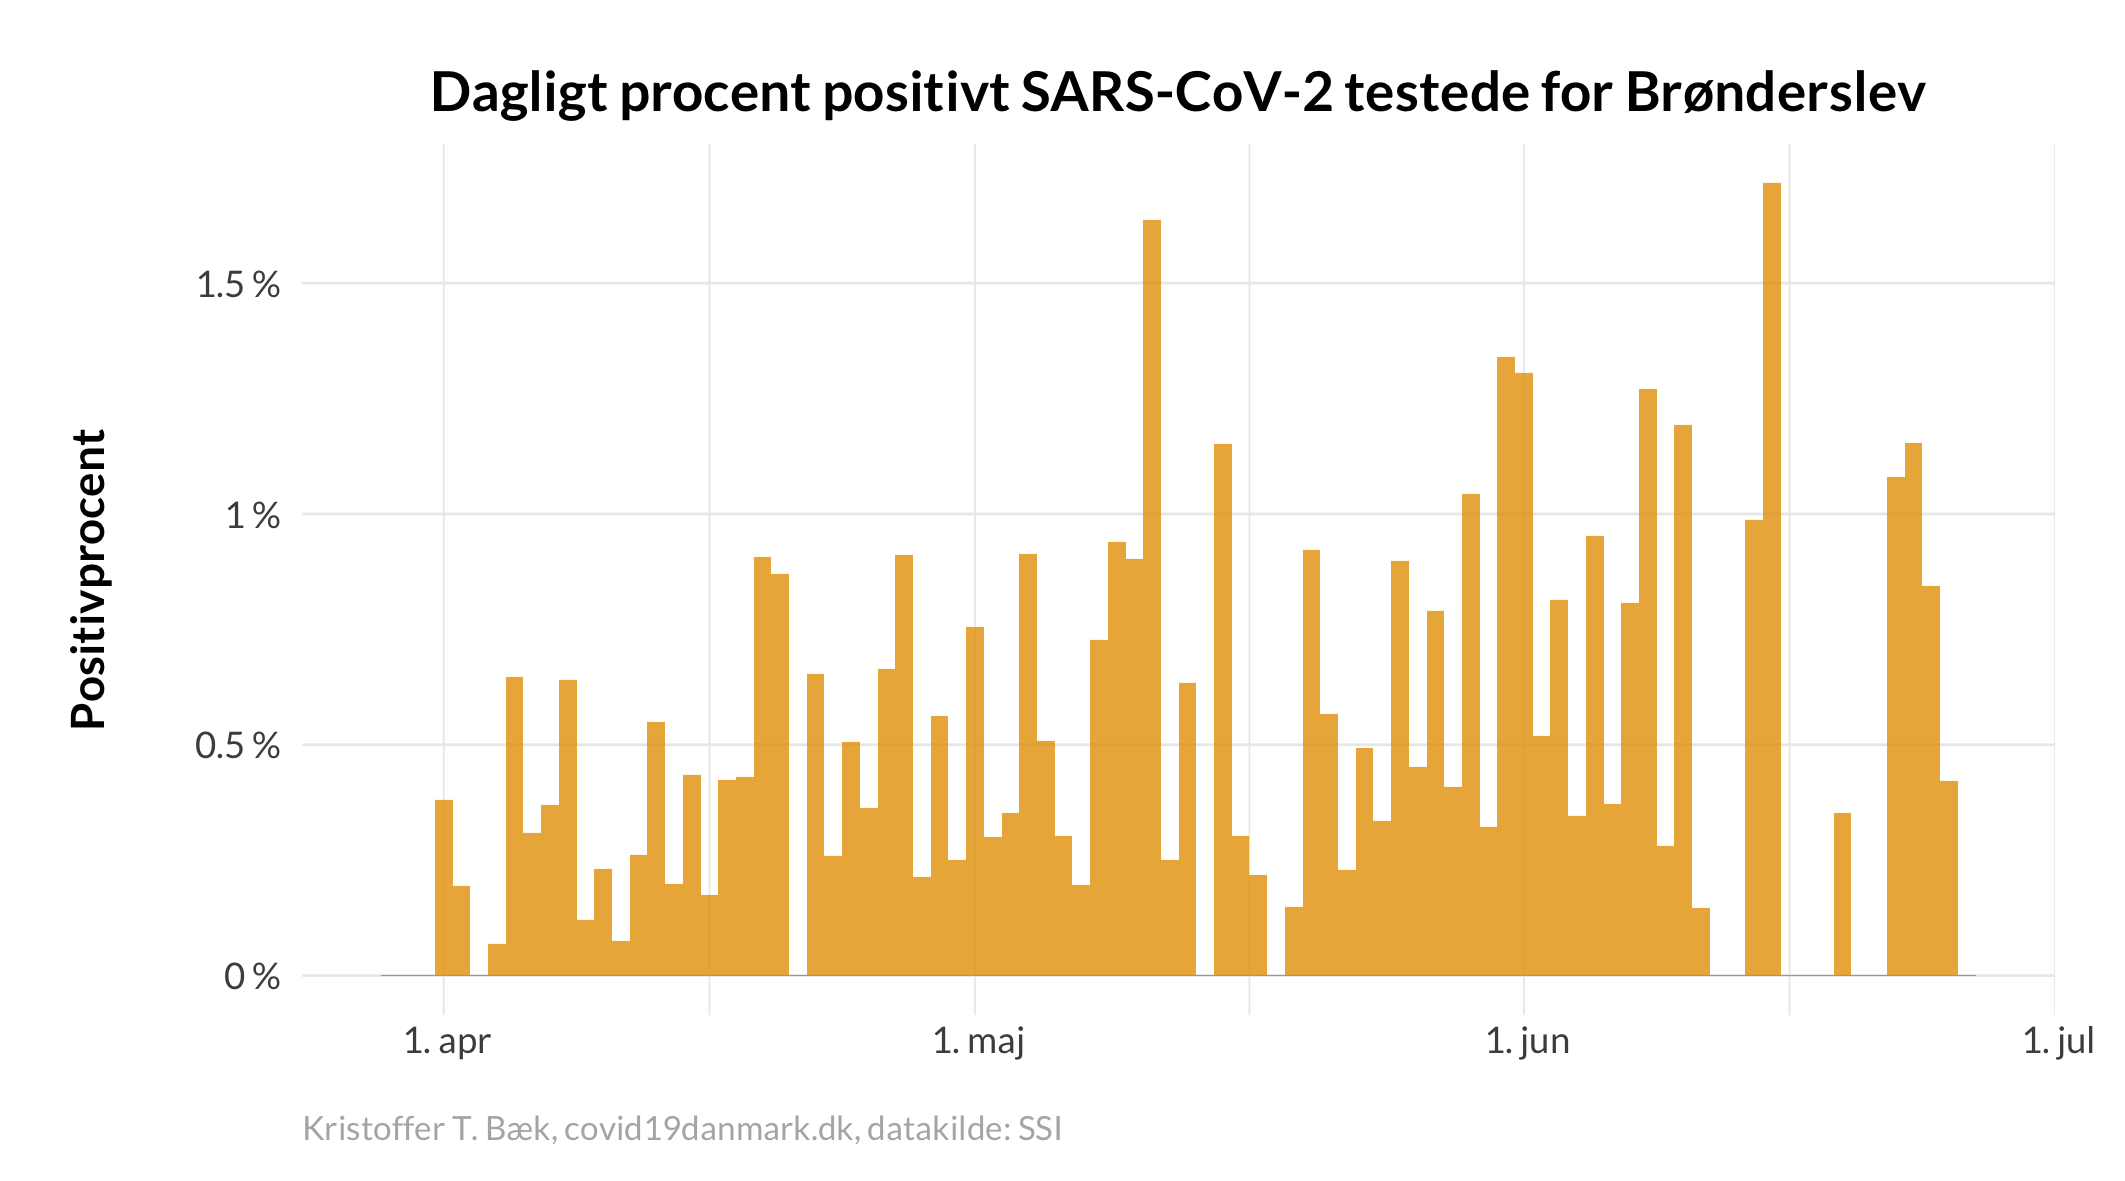 Dagligt procent positivt SARS-CoV-2 testede for Brønderslev
Positivprocent
1.5 %
1 %
0.5 %
0 %
1. apr
1. maj
1. jun
1. jul
Kristoffer T. Bæk, covid19danmark.dk, datakilde: SSI